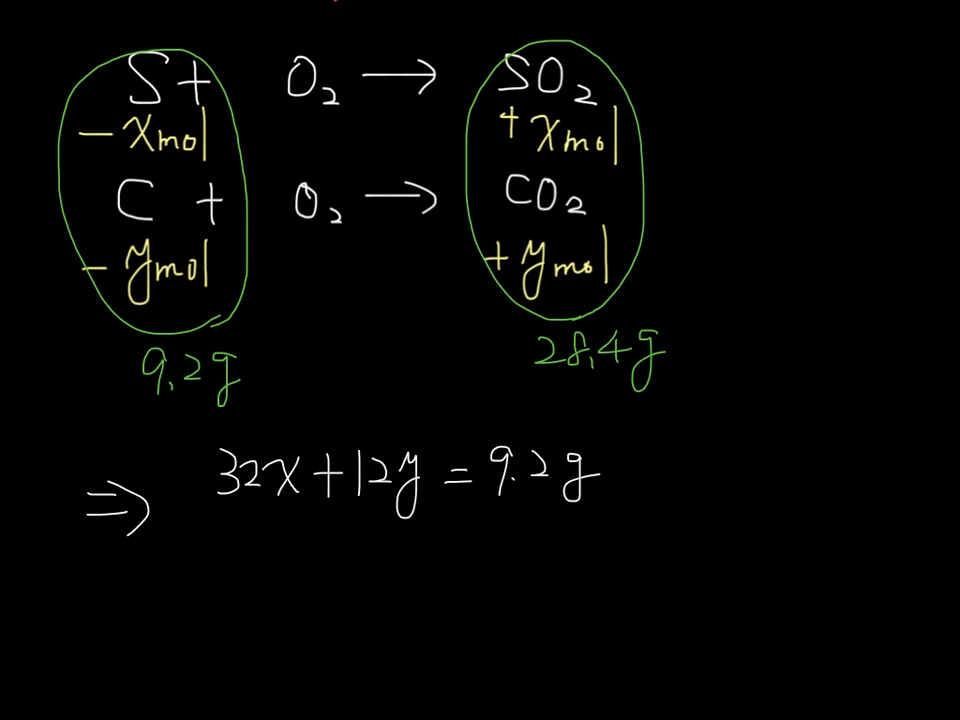 S + O₂ → SO₂
- x mol + x mol
C + O₂ → CO₂
- y mol + y mol
9.2g 28.4g
⇒ 32x + 12y = 9.2g